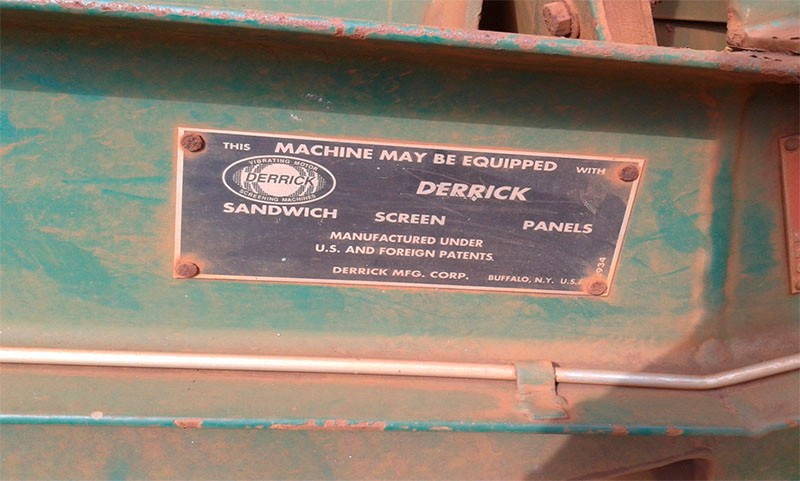 THIS MACHINE MAY BE EQUIPPED WITH
VIBRATING MOTOR
DERRICK
SCREENING MACHINES
DERRICK
SANDWICH SCREEN PANELS
MANUFACTURED UNDER
U.S. AND FOREIGN PATENTS
DERRICK MFG. CORP. BUFFALO, N.Y. U.S.A.